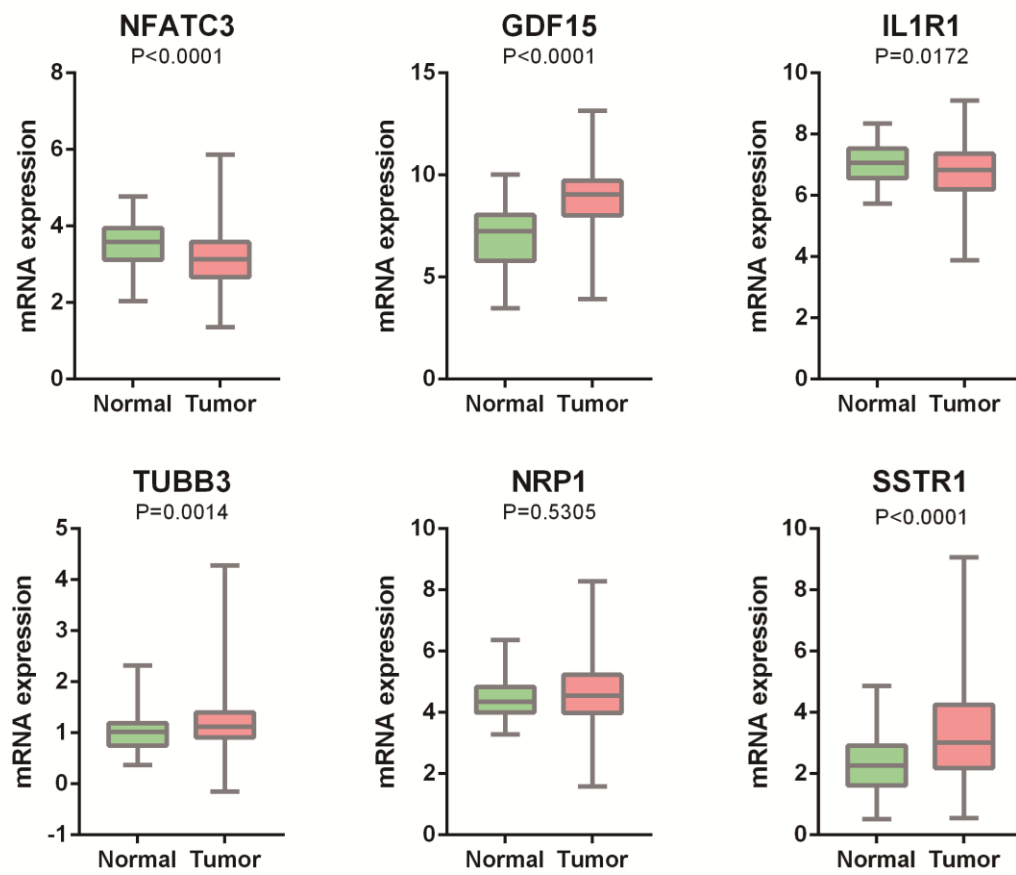 NFATC3
P<0.0001
mRNA expression
8
6
4
2
0
Normal Tumor
GDF15
P<0.0001
mRNA expression
15
10
5
0
Normal Tumor
IL1R1
P=0.0172
mRNA expression
10
8
6
4
2
0
Normal Tumor
TUBB3
P=0.0014
mRNA expression
5
4
3
2
1
0
-1
Normal Tumor
NRP1
P=0.5305
mRNA expression
10
8
6
4
2
0
Normal Tumor
SSTR1
P<0.0001
mRNA expression
10
8
6
4
2
0
Normal Tumor